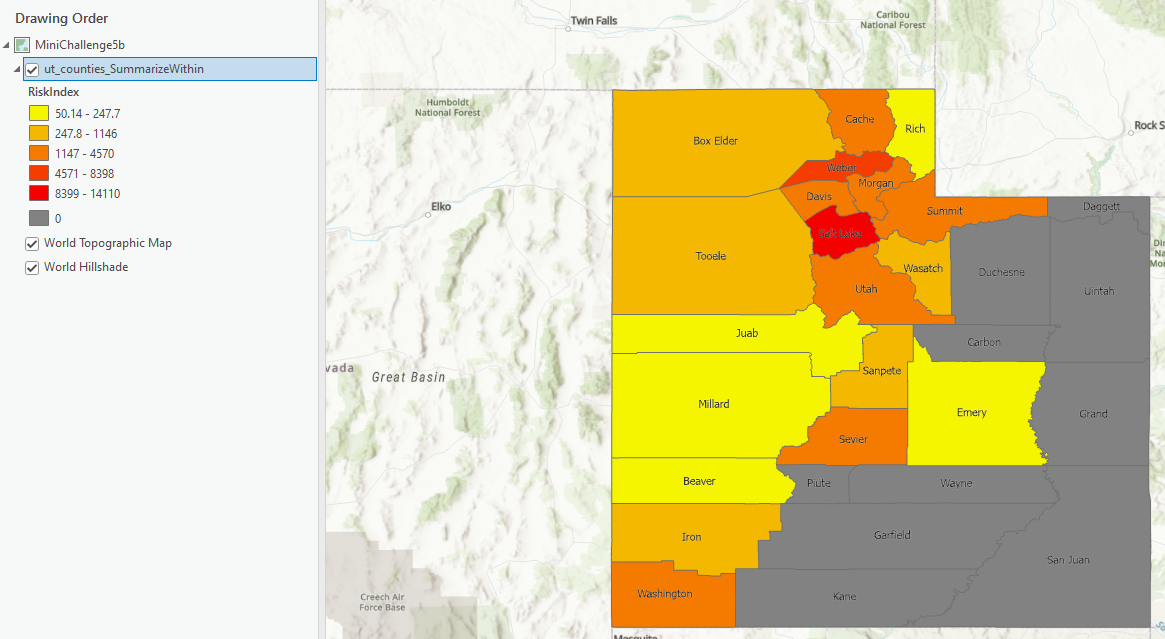 Drawing Order
MiniChallenge5b
ut_counties_SummarizeWithin
RiskIndex
50.14 - 247.7
247.8 - 1146
1147 - 4570
4571 - 8398
8399 - 14110
0
World Topographic Map
World Hillshade
Twin Falls
Caribou
National Forest
Humboldt
National Forest
Rock S
Elko
vada
Great Basin
Creech Air
Force Base
Mesquite
Di
Na
Mo
Box Elder
Cache
Rich
Weber
Morgan
Davis
Summit
Daggett
Salt Lake
Tooele
Wasatch
Duchesne
Uintah
Utah
Juab
Carbon
Sanpete
Millard
Emery
Grand
Sevier
Beaver
Piute
Wayne
Iron
Garfield
San Juan
Washington
Kane